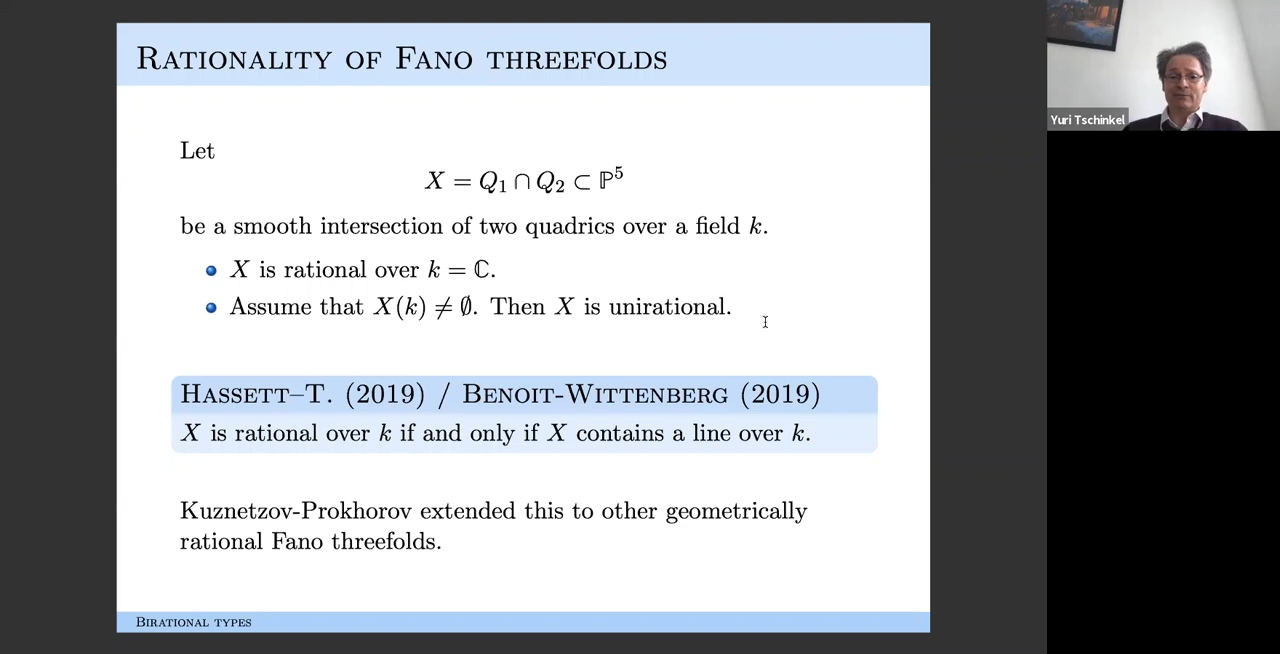 RATIONALITY OF FANO THREEFOLDS
Let
X = Q₁ ∩ Q₂ ⊂ ℙ⁵
be a smooth intersection of two quadrics over a field k.
X is rational over k = ℂ.
Assume that X(k) ≠ ∅. Then X is unirational.
HASSETT–T. (2019) / BENOIT-WITTENBERG (2019)
X is rational over k if and only if X contains a line over k.
Kuznetzov-Prokhorov extended this to other geometrically
rational Fano threefolds.
BIRATIONAL TYPES
Yuri Tschinkel